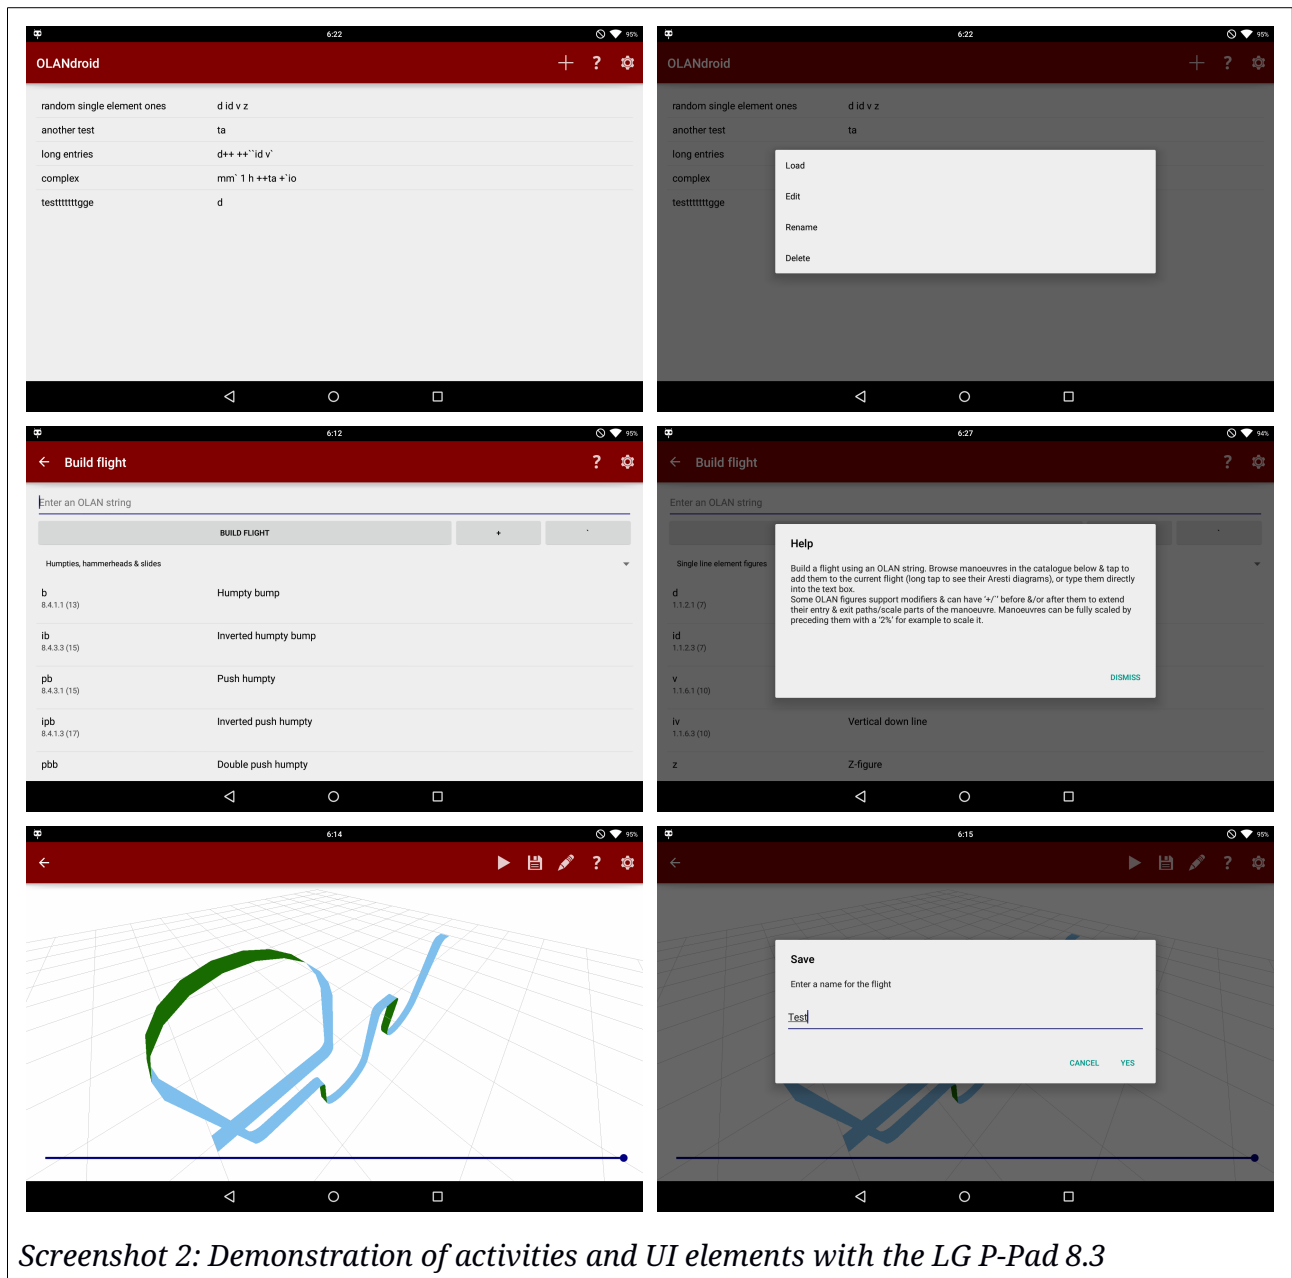 6:22
95%
OLANdroid
?
random single element ones d id v z
another test ta
long entries d++ ++``id v`
complex mm` 1 h ++ta +`io
testttttttgge d
6:22
95%
OLANdroid
?
random single element ones d id v z
another test ta
long entries
complex
testttttttgge
Load
Edit
Rename
Delete
6:12
95%
Build flight
?
Enter an OLAN string
BUILD FLIGHT + `
Humpties, hammerheads & slides
b Humpty bump
8.4.1.1 (13)
ib Inverted humpty bump
8.4.3.3 (15)
pb Push humpty
8.4.3.1 (15)
ipb Inverted push humpty
8.4.1.3 (17)
pbb Double push humpty
6:27
94%
Build flight
?
Enter an OLAN string
Single line element figures
d
1.1.2.1 (7)
id
1.1.2.3 (7)
v
1.1.6.1 (10)
iv Vertical down line
1.1.6.3 (10)
z Z-figure
Help
Build a flight using an OLAN string. Browse manoeuvres in the catalogue below & tap to
add them to the current flight (long tap to see their Aresti diagrams), or type them directly
into the text box.
Some OLAN figures support modifiers & can have '+/`' before &/or after them to extend
their entry & exit paths/scale parts of the manoeuvre. Manoeuvres can be fully scaled by
preceding them with a '2%' for example to scale it.
DISMISS
6:14
95%
?
6:15
95%
?
Save
Enter a name for the flight
Test
CANCEL YES
Screenshot 2: Demonstration of activities and UI elements with the LG P-Pad 8.3